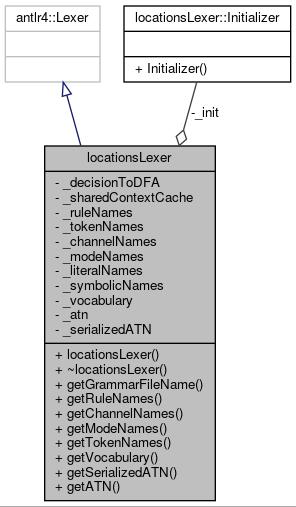 antlr4::Lexer
locationsLexer::Initializer
+ Initializer()
-_init
locationsLexer
- _decisionToDFA
- _sharedContextCache
- _ruleNames
- _tokenNames
- _channelNames
- _modeNames
- _literalNames
- _symbolicNames
- _vocabulary
- _atn
- _serializedATN
+ locationsLexer()
+ ~locationsLexer()
+ getGrammarFileName()
+ getRuleNames()
+ getChannelNames()
+ getModeNames()
+ getTokenNames()
+ getVocabulary()
+ getSerializedATN()
+ getATN()